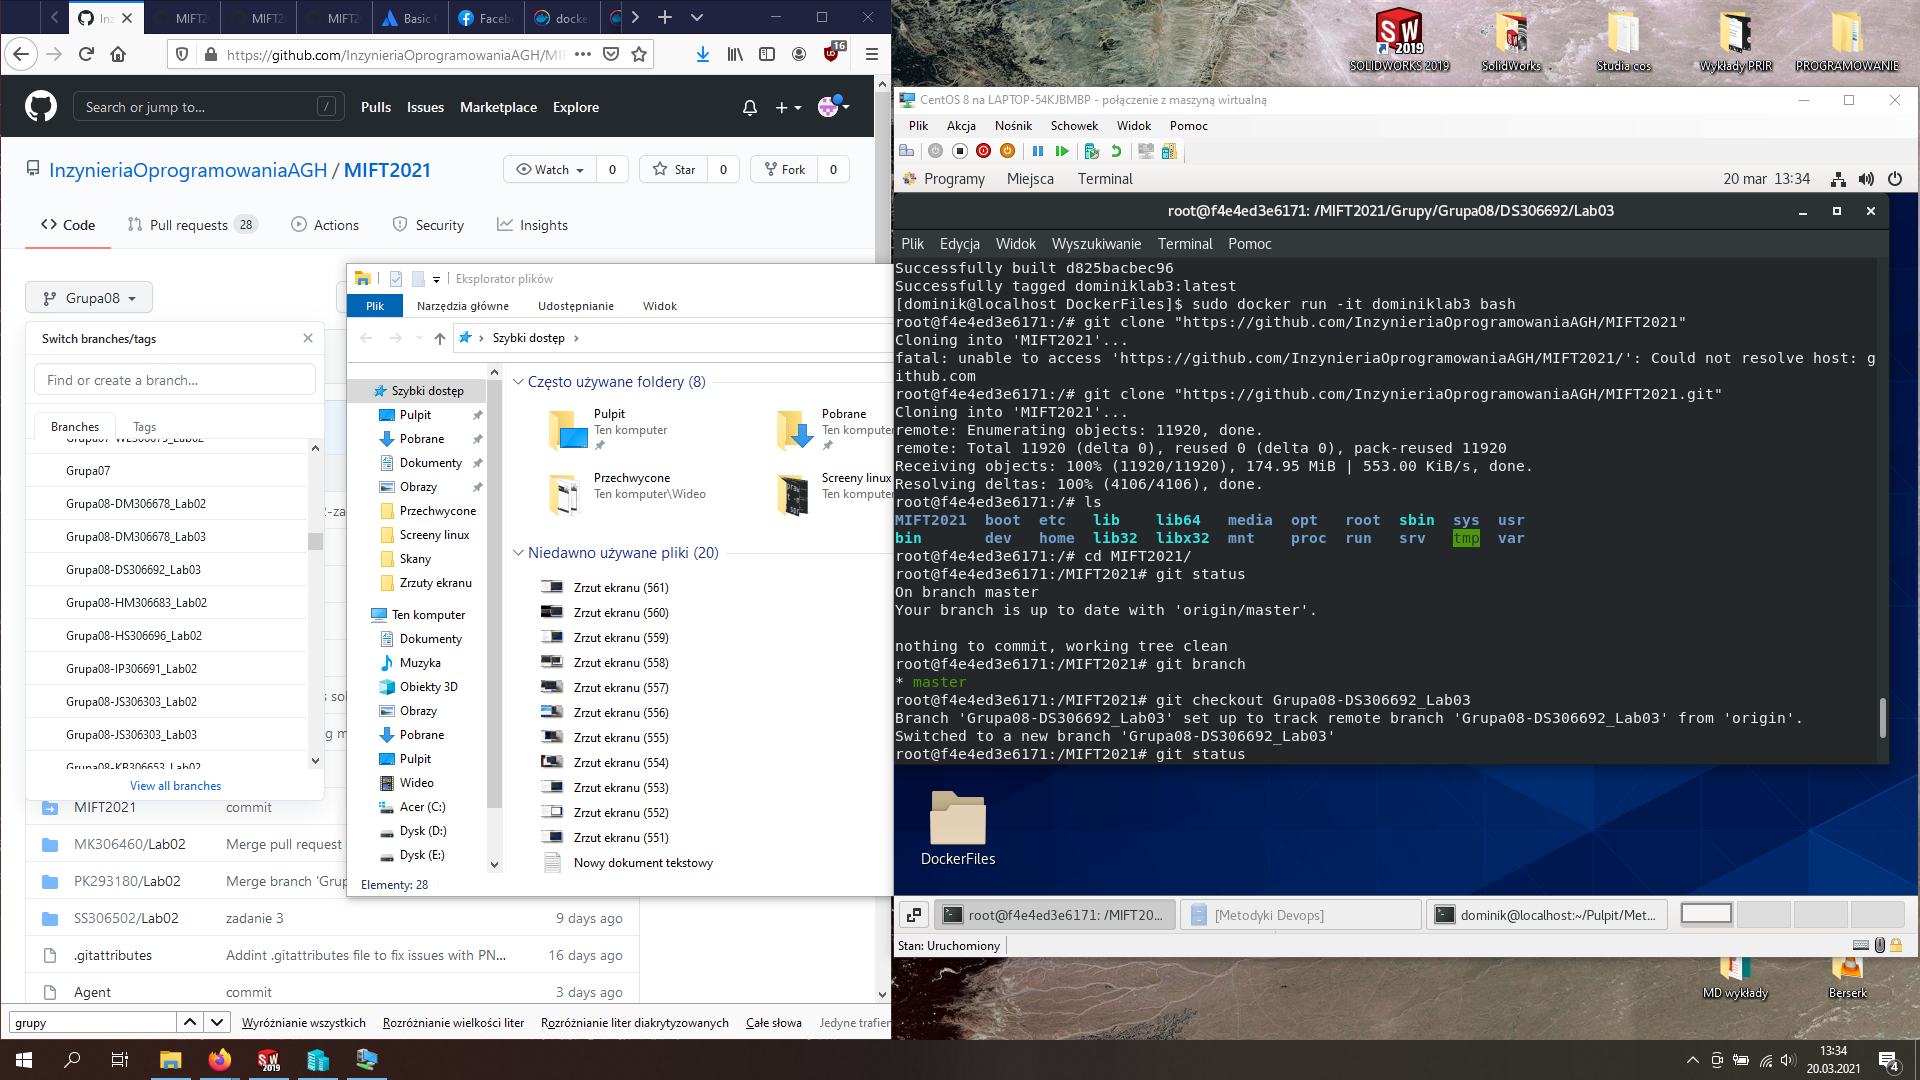 MIFT2
MIFT2
MIFT2
Basic
Faceb
docke
https://github.com/InzynieriaOprogramowaniaAGH/MI
16
Search or jump to...
/
Pulls
Issues
Marketplace
Explore
InzynieriaOprogramowaniaAGH / MIFT2021
Watch
0
Star
0
Fork
0
Code
Pull requests 28
Actions
Security
Insights
Grupa08
Switch branches/tags
Find or create a branch...
Branches
Tags
Grupa07
Grupa08-DM306678_Lab02
Grupa08-DM306678_Lab03
Grupa08-DS306692_Lab03
Grupa08-HM306683_Lab02
Grupa08-HS306696_Lab02
Grupa08-IP306691_Lab02
Grupa08-JS306303_Lab02
Grupa08-JS306303_Lab03
Grupa08-KB306653_Lab02
View all branches
MIFT2021
commit
MK306460/Lab02
Merge pull request
PK293180/Lab02
Merge branch 'Grup
SS306502/Lab02
zadanie 3
9 days ago
.gitattributes
Addint .gitattributes file to fix issues with PN...
16 days ago
Agent
commit
3 days ago
grupy
Wyróżnianie wszystkich
Rozróżnianie wielkości liter
Rozróżnianie liter diakrytyzowanych
Całe słowa
Jedyne trafien
Eksplorator plików
Plik
Narzędzia główne
Udostępnianie
Widok
Szybki dostęp
Szybki dostęp
Pulpit
Pobrane
Dokumenty
Obrazy
Przechwycone
Screeny linux
Skany
Zrzuty ekranu
Ten komputer
Dokumenty
Muzyka
Obiekty 3D
Obrazy
Pobrane
Pulpit
Wideo
Acer (C:)
Dysk (D:)
Dysk (E:)
Często używane foldery (8)
Pulpit
Ten komputer
Pobrane
Ten komputer
Przechwycone
Ten komputer\Wideo
Screeny linux
Ten komputer
Niedawno używane pliki (20)
Zrzut ekranu (561)
Zrzut ekranu (560)
Zrzut ekranu (559)
Zrzut ekranu (558)
Zrzut ekranu (557)
Zrzut ekranu (556)
Zrzut ekranu (555)
Zrzut ekranu (554)
Zrzut ekranu (553)
Zrzut ekranu (552)
Zrzut ekranu (551)
Nowy dokument tekstowy
Elementy: 28
SOLIDWORKS 2019
SolidWorks
Studia cos
Wykłady PRIR
PROGRAMOWANIE
CentOS 8 na LAPTOP-54KJBMBP - połączenie z maszyną wirtualną
Plik
Akcja
Nośnik
Schowek
Widok
Pomoc
Programy
Miejsca
Terminal
20 mar 13:34
root@f4e4ed3e6171: /MIFT2021/Grupy/Grupa08/DS306692/Lab03
Plik
Edycja
Widok
Wyszukiwanie
Terminal
Pomoc
Successfully built d825bacbec96
Successfully tagged dominiklab3:latest
[dominik@localhost DockerFiles]$ sudo docker run -it dominiklab3 bash
root@f4e4ed3e6171:/# git clone "https://github.com/InzynieriaOprogramowaniaAGH/MIFT2021"
Cloning into 'MIFT2021'...
fatal: unable to access 'https://github.com/InzynieriaOprogramowaniaAGH/MIFT2021/': Could not resolve host: g
ithub.com
root@f4e4ed3e6171:/# git clone "https://github.com/InzynieriaOprogramowaniaAGH/MIFT2021.git"
Cloning into 'MIFT2021'...
remote: Enumerating objects: 11920, done.
remote: Total 11920 (delta 0), reused 0 (delta 0), pack-reused 11920
Receiving objects: 100% (11920/11920), 174.95 MiB | 553.00 KiB/s, done.
Resolving deltas: 100% (4106/4106), done.
root@f4e4ed3e6171:/# ls
MIFT2021 boot etc lib lib64 media opt root sbin sys usr
bin dev home lib32 libx32 mnt proc run srv tmp var
root@f4e4ed3e6171:/# cd MIFT2021/
root@f4e4ed3e6171:/MIFT2021# git status
On branch master
Your branch is up to date with 'origin/master'.
nothing to commit, working tree clean
root@f4e4ed3e6171:/MIFT2021# git branch
* master
root@f4e4ed3e6171:/MIFT2021# git checkout Grupa08-DS306692_Lab03
Branch 'Grupa08-DS306692_Lab03' set up to track remote branch 'Grupa08-DS306692_Lab03' from 'origin'.
Switched to a new branch 'Grupa08-DS306692_Lab03'
root@f4e4ed3e6171:/MIFT2021# git status
DockerFiles
root@f4e4ed3e6171: /MIFT20...
[Metodyki Devops]
dominik@localhost:~/Pulpit/Met...
Stan: Uruchomiony
MD wykłady
Berserk
13:34
20.03.2021
4